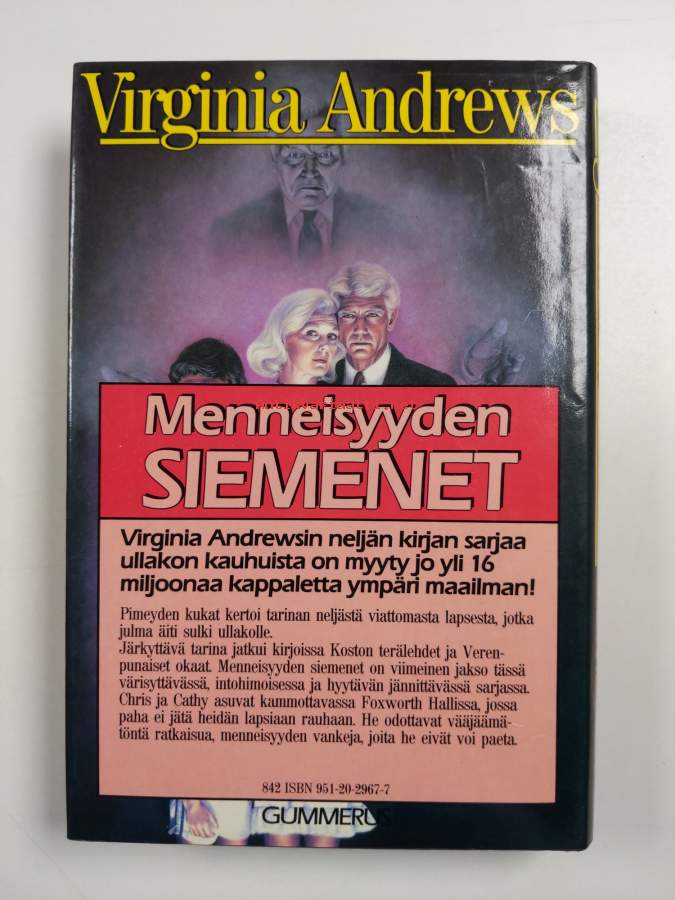 Virginia Andrews
Menneisyyden
SIEMENET
Virginia Andrewsin neljän kirjan sarjaa
ullakon kauhuista on myyty jo yli 16
miljoonaa kappaletta ympäri maailman!
Pimeyden kukat kertoi tarinan neljästä viattomasta lapsesta, jotka
julma äiti sulki ullakolle.
Järkyttävä tarina jatkui kirjoissa Koston terälehdet ja Veren-
punaiset okaat. Menneisyyden siemenet on viimeinen jakso tässä
värisyttävässä, intohimoisessa ja hyytävän jännittävässä sarjassa.
Chris ja Cathy asuvat kammottavassa Foxworth Hallissa, jossa
paha ei jätä heidän lapsiaan rauhaan. He odottavat vääjäämä-
töntä ratkaisua, menneisyyden vankeja, joita he eivät voi paeta.
842 ISBN 951-20-2967-7
GUMMERUS